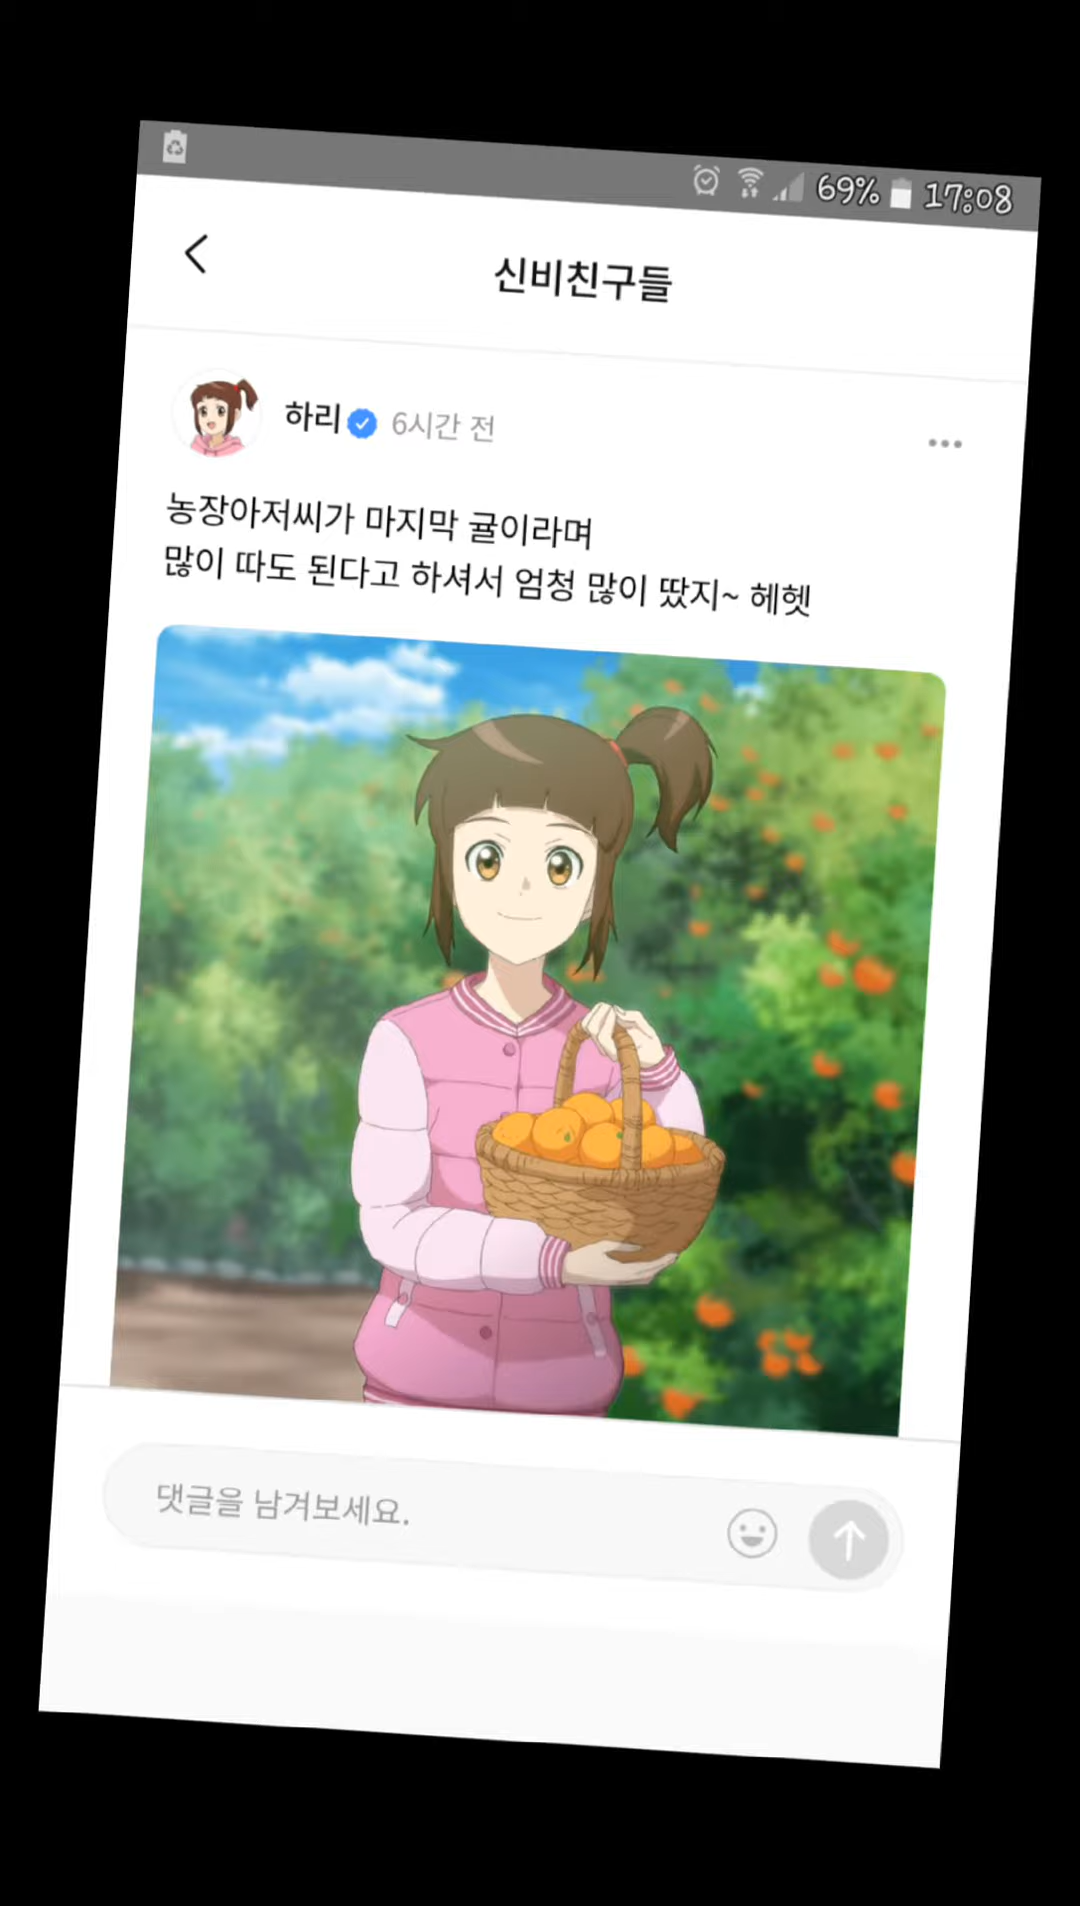 69% 17:08
신비친구들
하리 6시간 전
농장아저씨가 마지막 귤이라며
많이 따도 된다고 하셔서 엄청 많이 땄지~ 헤헷
댓글을 남겨보세요.